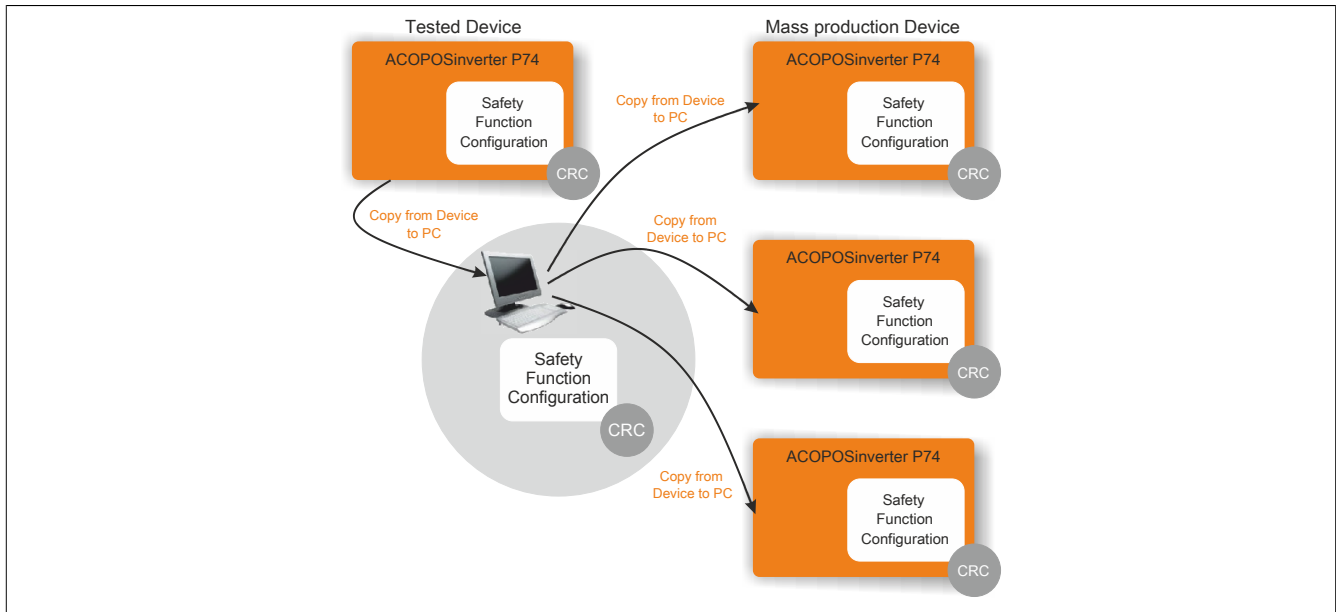 Tested Device
ACOPOSinverter P74
Safety
Function
Configuration
CRC
Copy from Device
to PC
Safety
Function
Configuration
CRC
Mass production Device
Copy from Device
to PC
ACOPOSinverter P74
Safety
Function
Configuration
CRC
Copy from
Device to PC
ACOPOSinverter P74
Safety
Function
Configuration
CRC
Copy from
Device to PC
ACOPOSinverter P74
Safety
Function
Configuration
CRC